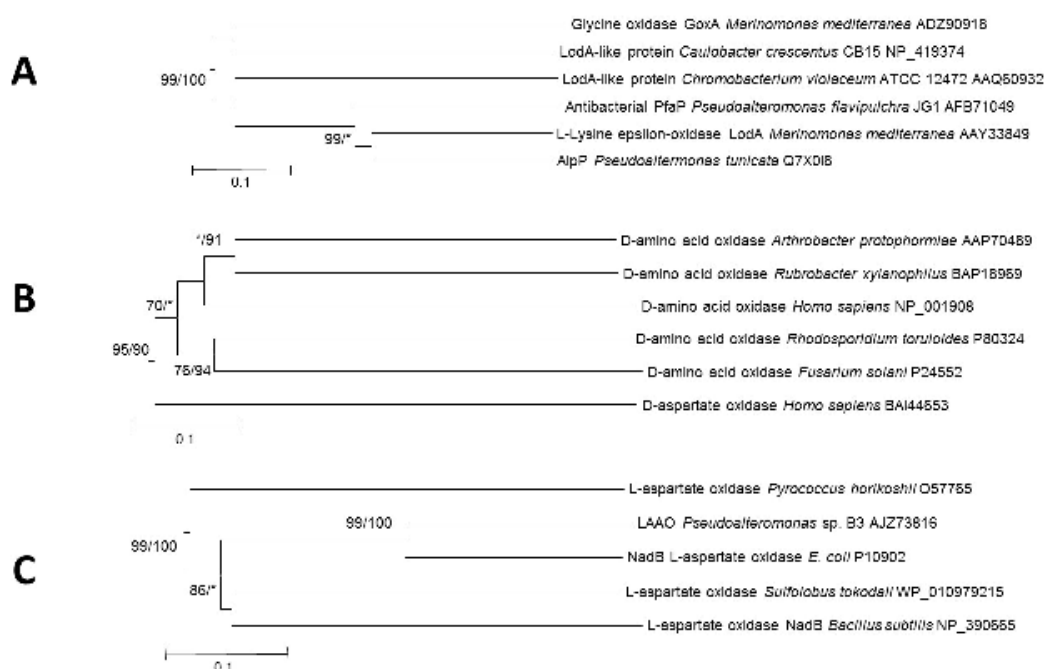 A
Glycine oxidase GoxA Marinomonas mediterranea ADZ90918
LodA-like protein Caulobacter crescentus CB15 NP_419374
99/100
LodA-like protein Chromobacterium violaceum ATCC 12472 AAQ60932
Antibacterial PfaP Pseudoalteromonas flavipulchra JG1 AFB71049
99/*
L-Lysine epsilon-oxidase LodA Marinomonas mediterranea AAY33849
AlpP Pseudoaltermonas tunicata Q7X0I8
0.1
B
*/91
D-amino acid oxidase Arthrobacter protophormiae AAP70489
D-amino acid oxidase Rubrobacter xylanophilus BAP18969
70/*
D-amino acid oxidase Homo sapiens NP_001908
D-amino acid oxidase Rhodosporidium toruloides P80324
95/90
76/94
D-amino acid oxidase Fusarium solani P24552
D-aspartate oxidase Homo sapiens BAI44653
0.1
C
L-aspartate oxidase Pyrococcus horikoshii O57765
99/100
LAAO Pseudoalteromonas sp. B3 AJZ73816
99/100
NadB L-aspartate oxidase E. coli P10902
86/*
L-aspartate oxidase Sulfolobus tokodaii WP_010979215
L-aspartate oxidase NadB Bacillus subtilis NP_390665
0.1